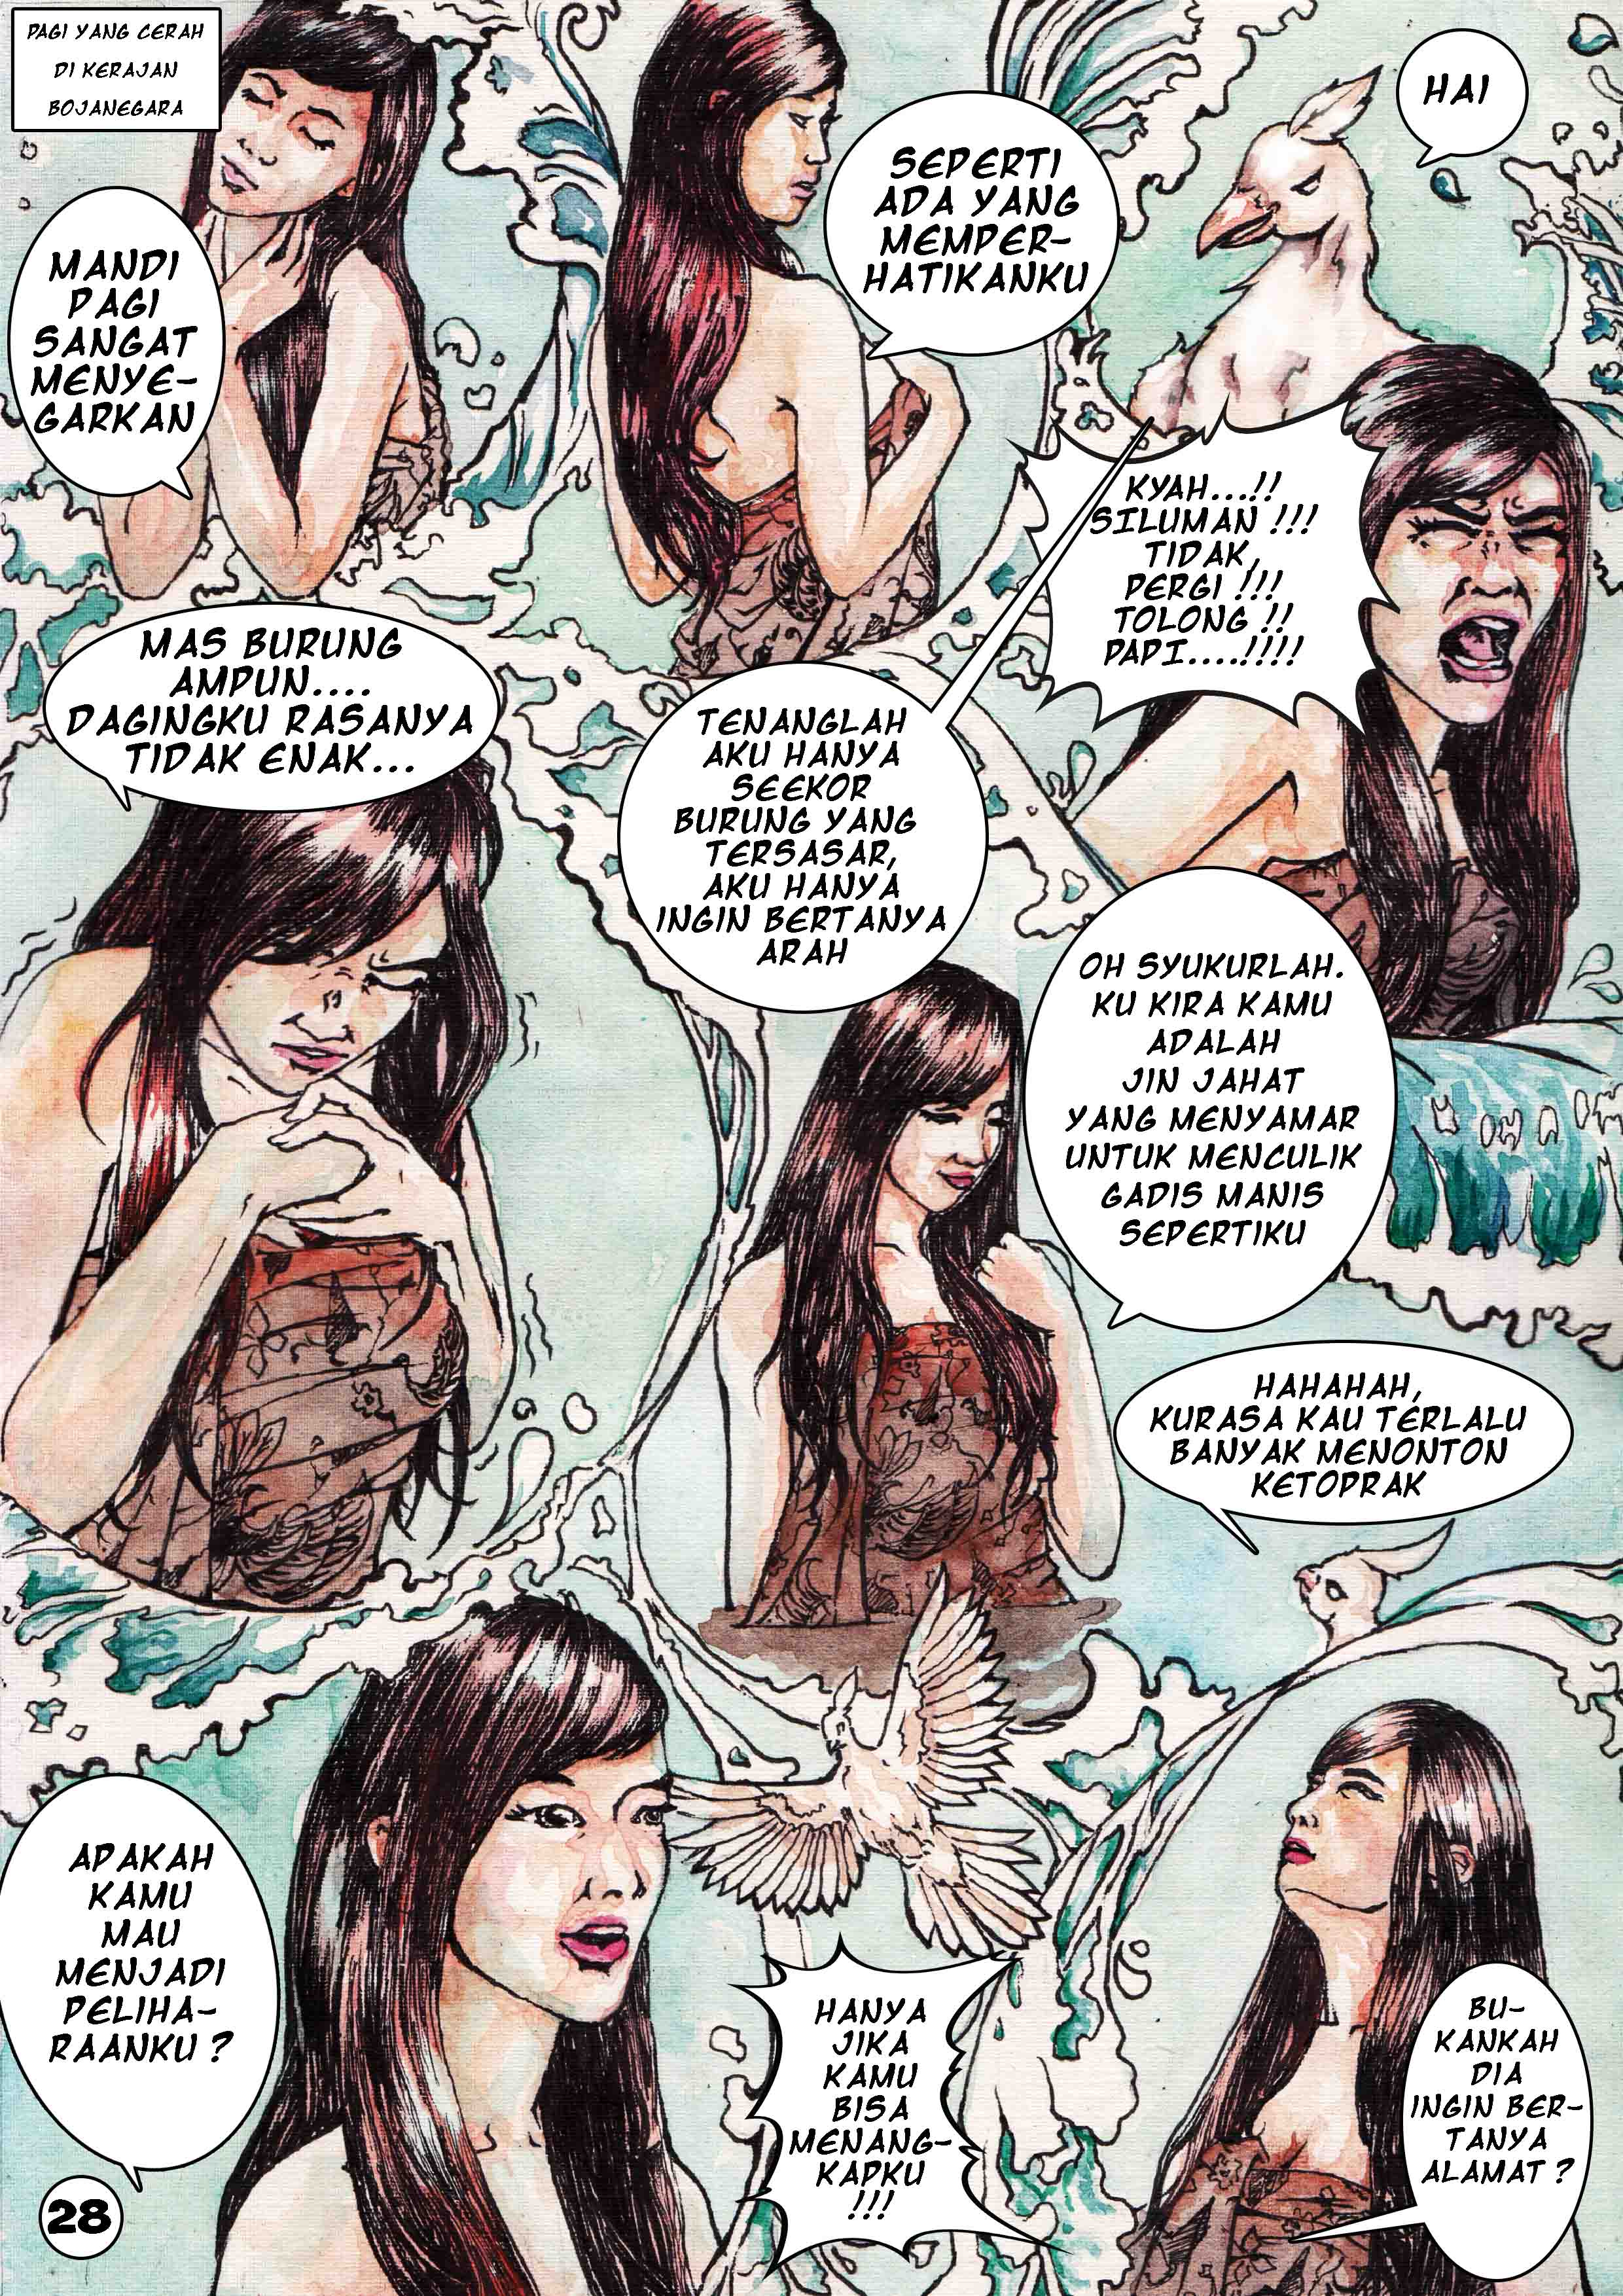 PAGI YANG CERAH
DI KERAJAN
BOJANEGARA
MANDI
PAGI
SANGAT
MENYE-
GARKAN
SEPERTI
ADA YANG
MEMPER-
HATIKANKU
HAI
KYAH...!!
SILUMAN !!!
TIDAK,
PERGI !!!
TOLONG !!
PAPI....!!!!
MAS BURUNG
AMPUN....
DAGINGKU RASANYA
TIDAK ENAK...
TENANGLAH
AKU HANYA
SEEKOR
BURUNG YANG
TERSASAR,
AKU HANYA
INGIN BERTANYA
ARAH
OH SYUKURLAH.
KU KIRA KAMU
ADALAH
JIN JAHAT
YANG MENYAMAR
UNTUK MENCULIK
GADIS MANIS
SEPERTIKU
HAHAHAH,
KURASA KAU TERLALU
BANYAK MENONTON
KETOPRAK
APAKAH
KAMU
MAU
MENJADI
PELIHA-
RAANKU ?
HANYA
JIKA
KAMU
BISA
MENANG-
KAPKU
!!!
BU-
KANKAH
DIA
INGIN BER-
TANYA
ALAMAT ?
28